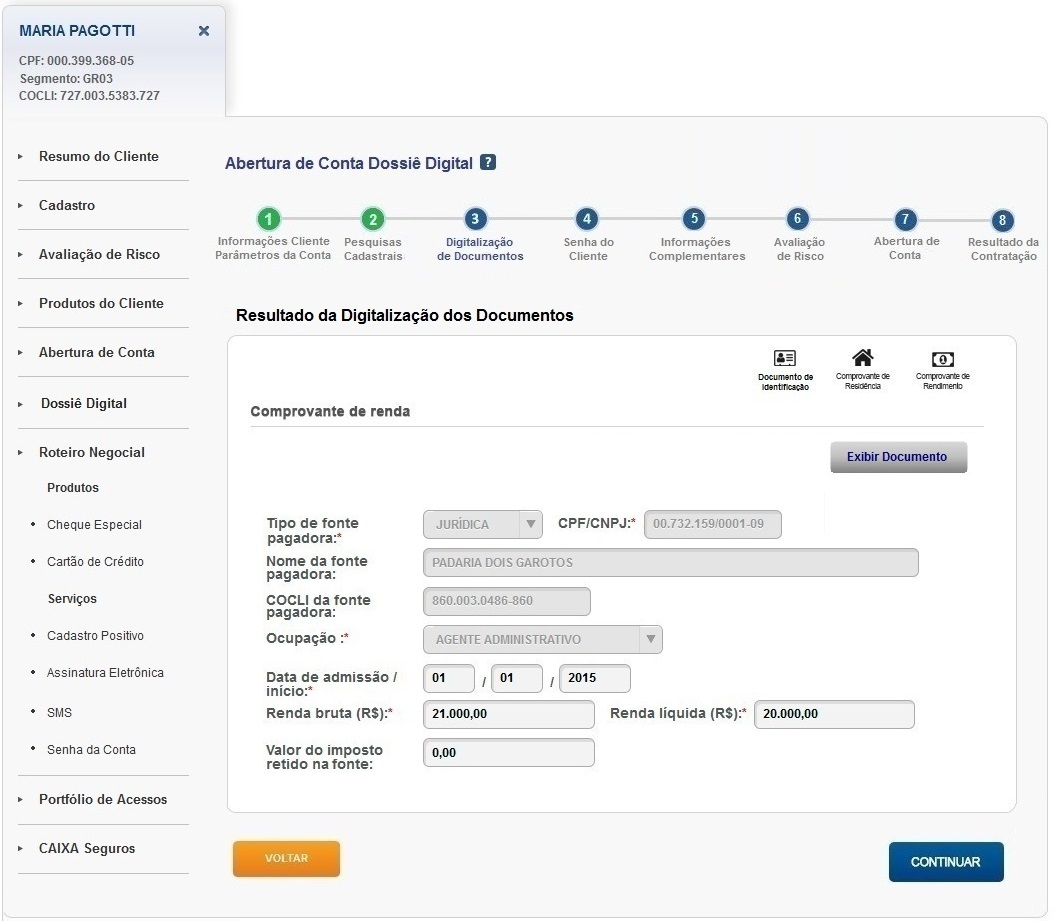 MARIA PAGOTTI
×
CPF: 000.399.368-05
Segmento: GR03
COCLI: 727.003.5383.727
Resumo do Cliente
Cadastro
Avaliação de Risco
Produtos do Cliente
Abertura de Conta
Dossiê Digital
Roteiro Negocial
Produtos
• Cheque Especial
• Cartão de Crédito
Serviços
• Cadastro Positivo
• Assinatura Eletrônica
• SMS
• Senha da Conta
Portfólio de Acessos
CAIXA Seguros
Abertura de Conta Dossiê Digital ?
1
Informações Cliente
Parâmetros da Conta
2
Pesquisas
Cadastrais
3
Digitalização
de Documentos
4
Senha do
Cliente
5
Informações
Complementares
6
Avaliação
de Risco
7
Abertura de
Conta
8
Resultado da
Contratação
Resultado da Digitalização dos Documentos
Documento de
Identificação
Comprovante de
Residência
Comprovante de
Rendimento
Comprovante de renda
Exibir Documento
Tipo de fonte
pagadora:*
JURÍDICA
CPF/CNPJ:*
00.732.159/0001-09
Nome da fonte
pagadora:
PADARIA DOIS GAROTOS
COCLI da fonte
pagadora:
860.003.0486-860
Ocupação :*
AGENTE ADMINISTRATIVO
Data de admissão /
início:*
01 / 01 / 2015
Renda bruta (R$):*
21.000,00
Renda líquida (R$):*
20.000,00
Valor do imposto
retido na fonte:
0,00
VOLTAR
CONTINUAR